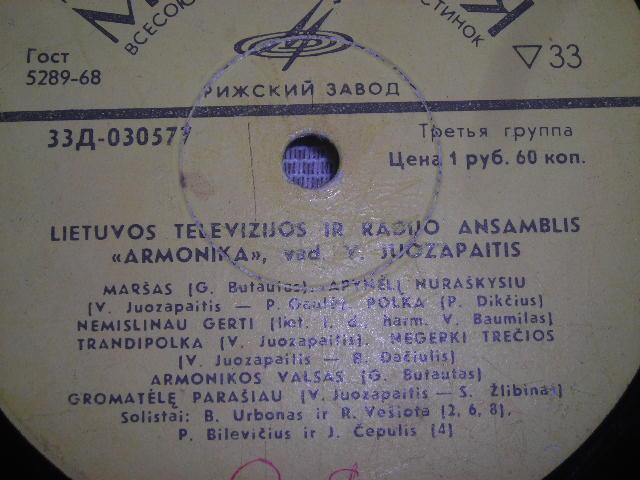 ВСЕСОЮ
СТИНОК
Гост
5289-68
▽ 33
РИЖСКИЙ ЗАВОД
33Д-030577
Третья группа
Цена 1 руб. 60 коп.
LIETUVOS TELEVIZIJOS IR RADIJO ANSAMBLIS
«ARMONIKA», vad. V. JUOZAPAITIS
MARŠAS (G. Butautas). APYNĖLĮ NURAŠKYSIU
(V. Juozapaitis — P. Gaulė). POLKA (P. Dikčius)
NEMISLINAU GERTI (liet. l. d., harm. V. Baumilas)
TRANDIPOLKA (V. Juozapaitis). NEGERKI TREČIOS
(V. Juozapaitis — B. Dačiulis)
ARMONIKOS VALSAS (G. Butautas)
GROMATĖLĘ PARAŠIAU (V. Juozapaitis — S. Žlibinas)
Solistai: B. Urbonas ir R. Vešiota (2, 6, 8),
P. Bilevičius ir J. Čepulis (4)